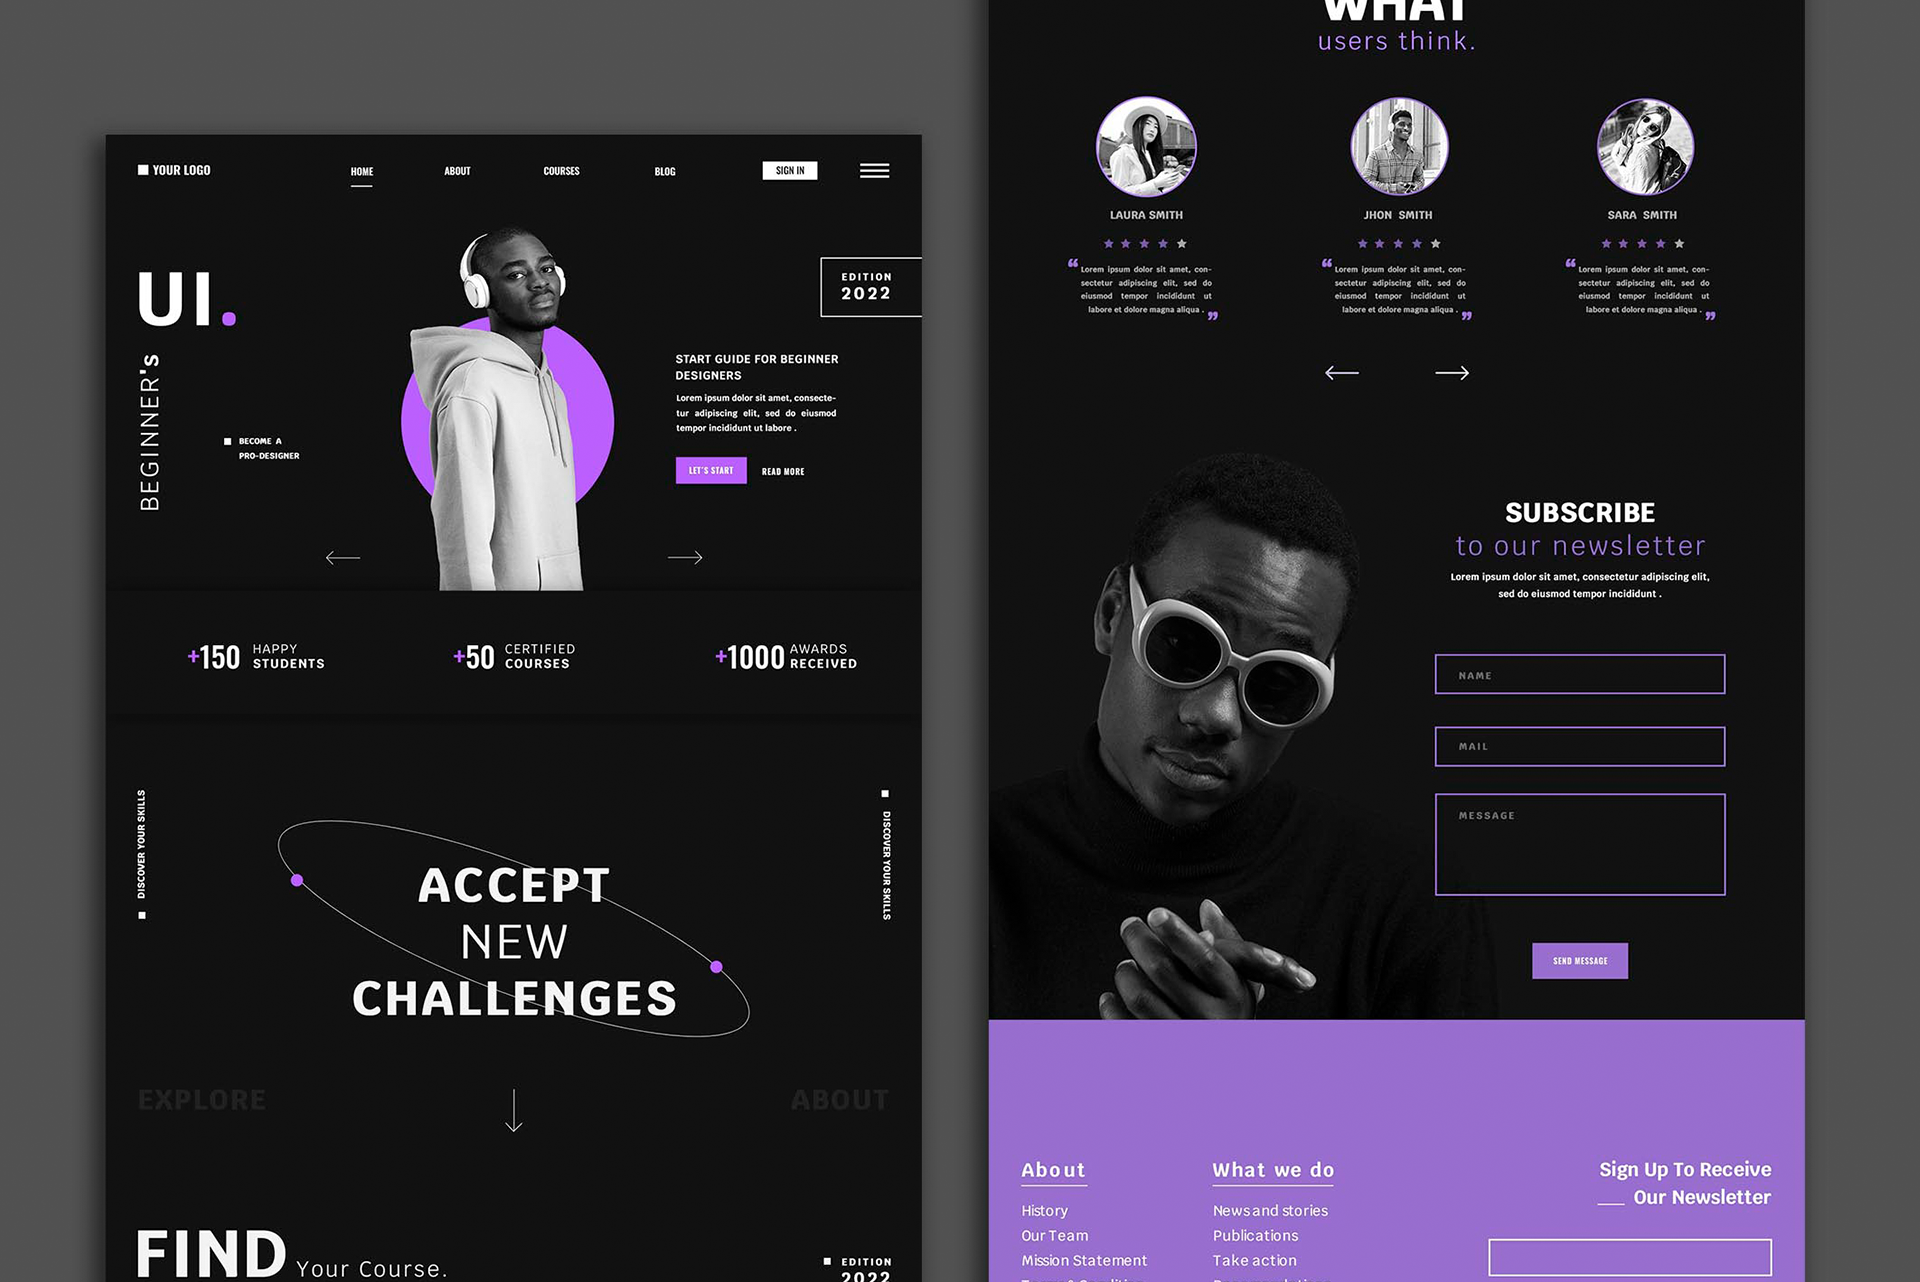 YOUR LOGO
HOME
ABOUT
COURSES
BLOG
SIGN IN
UI.
BEGINNER's
BECOME A
PRO-DESIGNER
EDITION
2022
START GUIDE FOR BEGINNER
DESIGNERS
Lorem ipsum dolor sit amet, consecte-
tur adipiscing elit, sed do eiusmod
tempor incididunt ut labore .
LET'S START
READ MORE
+150
HAPPY
STUDENTS
+50
CERTIFIED
COURSES
+1000
AWARDS
RECEIVED
DISCOVER YOUR SKILLS
DISCOVER YOUR SKILLS
ACCEPT
NEW
CHALLENGES
EXPLORE
ABOUT
FIND Your Course.
EDITION
2022
WHAT
users think.
LAURA SMITH
“ Lorem ipsum dolor sit amet, con-
sectetur adipiscing elit, sed do
eiusmod tempor incididunt ut
labore et dolore magna aliqua . ”
JHON SMITH
“ Lorem ipsum dolor sit amet, con-
sectetur adipiscing elit, sed do
eiusmod tempor incididunt ut
labore et dolore magna aliqua . ”
SARA SMITH
“ Lorem ipsum dolor sit amet, con-
sectetur adipiscing elit, sed do
eiusmod tempor incididunt ut
labore et dolore magna aliqua . ”
SUBSCRIBE
to our newsletter
Lorem ipsum dolor sit amet, consectetur adipiscing elit,
sed do eiusmod tempor incididunt .
NAME
MAIL
MESSAGE
SEND MESSAGE
About
History
Our Team
Mission Statement
What we do
News and stories
Publications
Take action
Sign Up To Receive
Our Newsletter